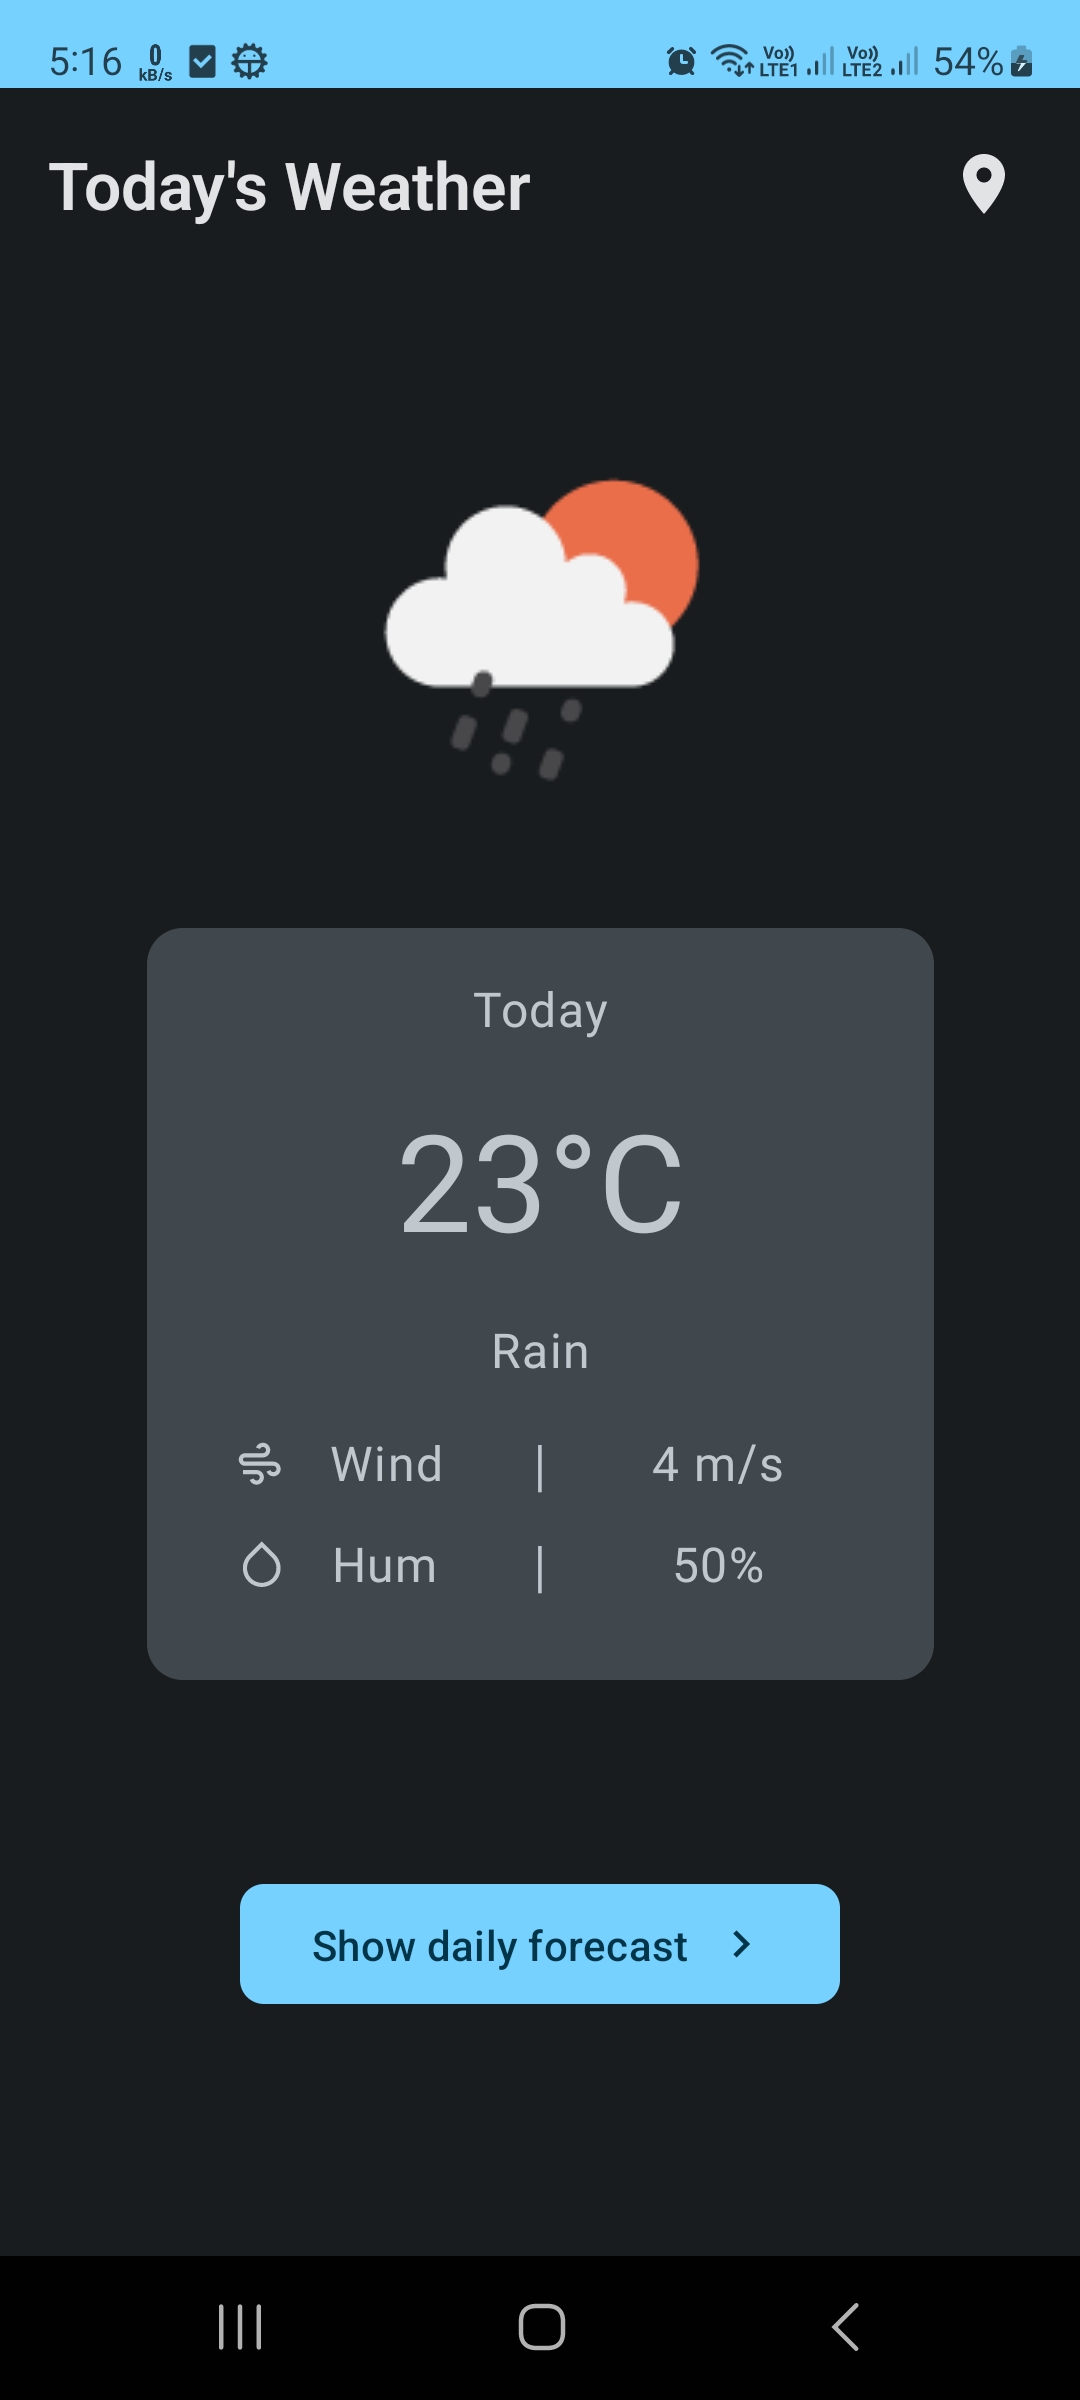 5:16 0 kB/s Vo)) LTE1 Vo)) LTE2 54%
Today's Weather
Today
23°C
Rain
Wind | 4 m/s
Hum | 50%
Show daily forecast